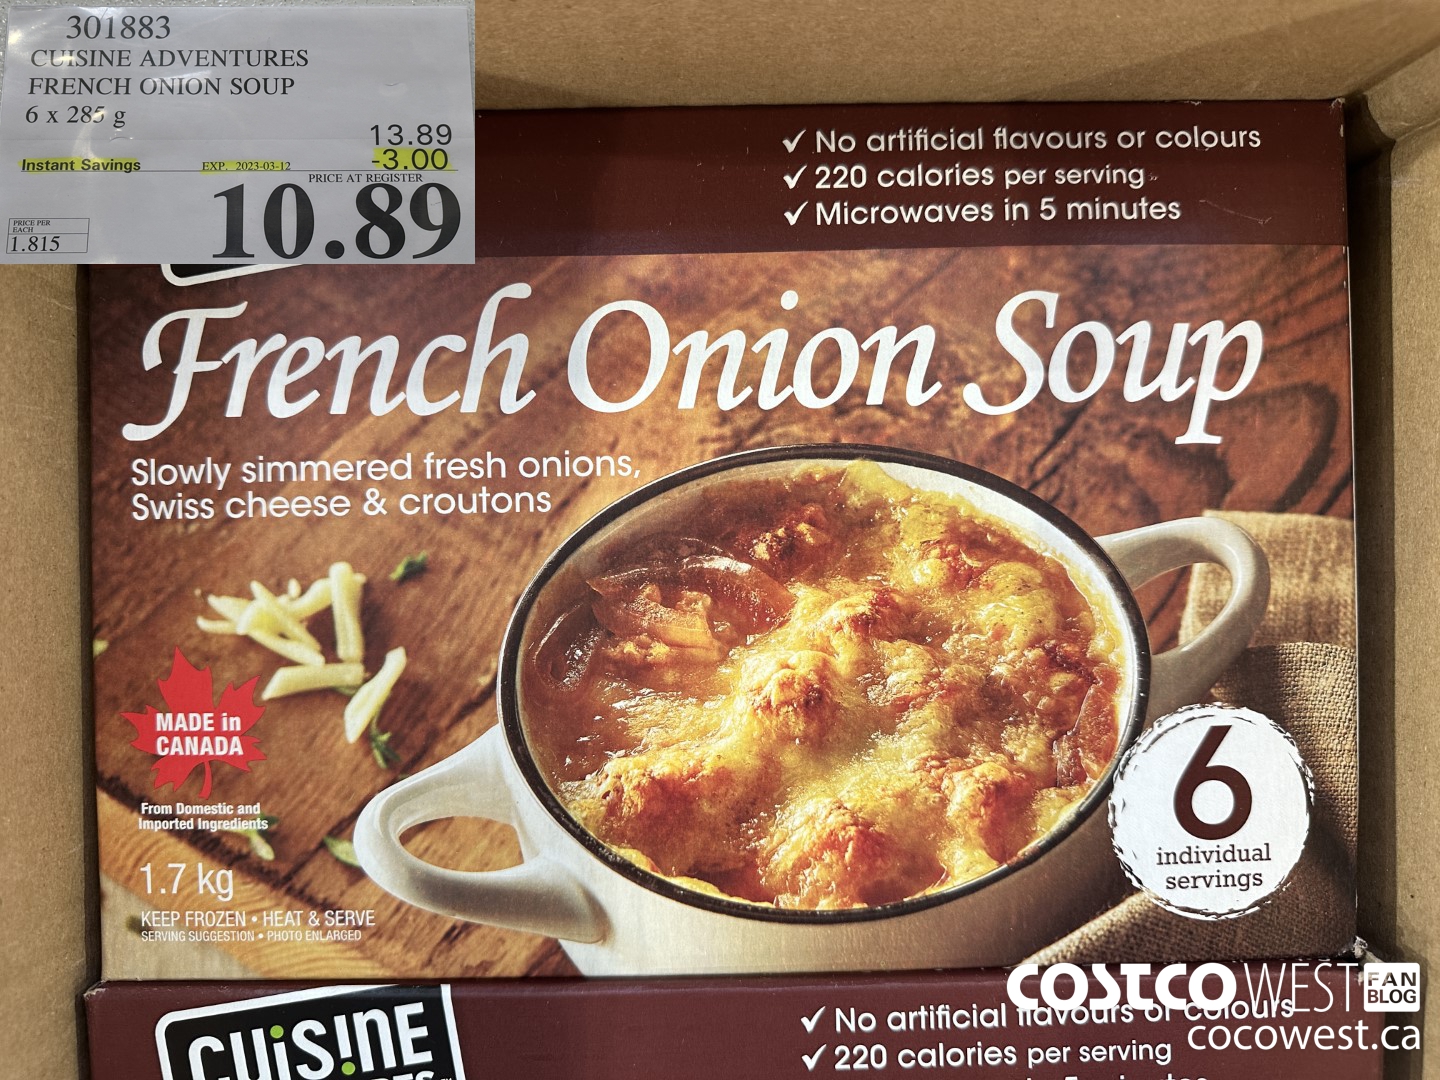 301883
CUISINE ADVENTURES
FRENCH ONION SOUP
6 x 285 g
13.89
Instant Savings EXP. 2023-03-12 -3.00
PRICE AT REGISTER
10.89
PRICE PER
EACH
1.815
✓ No artificial flavours or colours
✓ 220 calories per serving
✓ Microwaves in 5 minutes
French Onion Soup
Slowly simmered fresh onions,
Swiss cheese & croutons
MADE in
CANADA
From Domestic and
Imported Ingredients
1.7 kg
KEEP FROZEN • HEAT & SERVE
SERVING SUGGESTION • PHOTO ENLARGED
6
individual
servings
CUiSiNE
✓ No artificial flavours or colours
✓ 220 calories per serving
COSTCO WEST FAN
BLOG
cocowest.ca